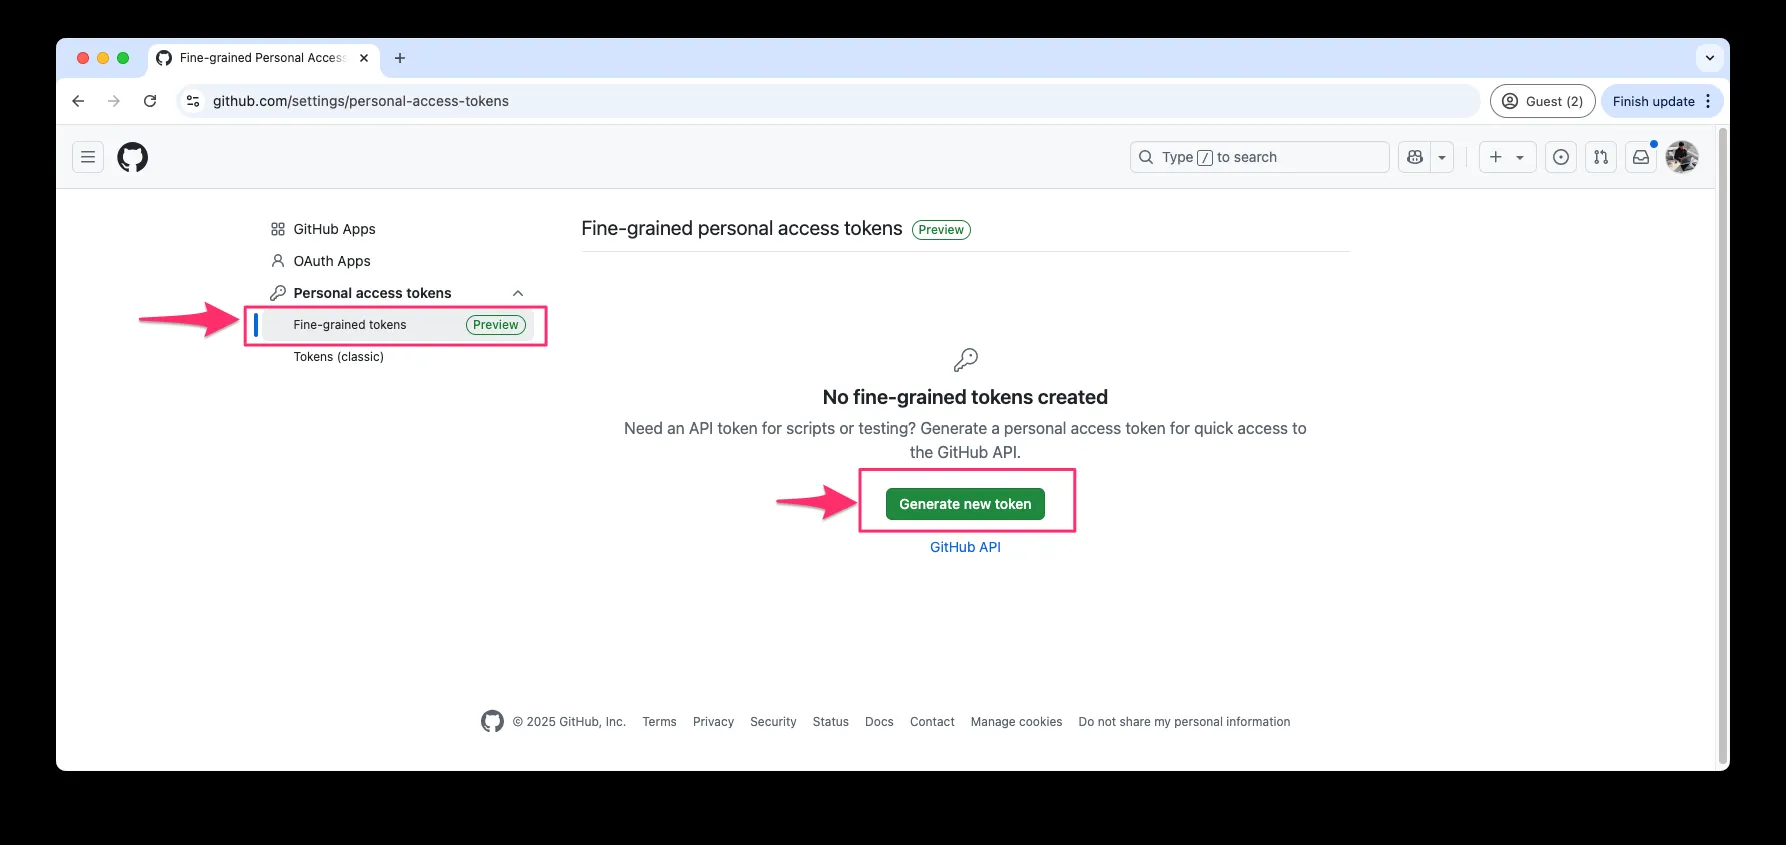 Fine-grained Personal Access
github.com/settings/personal-access-tokens
Guest (2)
Finish update
Type / to search
GitHub Apps
OAuth Apps
Personal access tokens
Fine-grained tokens Preview
Tokens (classic)
Fine-grained personal access tokens Preview
No fine-grained tokens created
Need an API token for scripts or testing? Generate a personal access token for quick access to
the GitHub API.
Generate new token
GitHub API
© 2025 GitHub, Inc. Terms Privacy Security Status Docs Contact Manage cookies Do not share my personal information